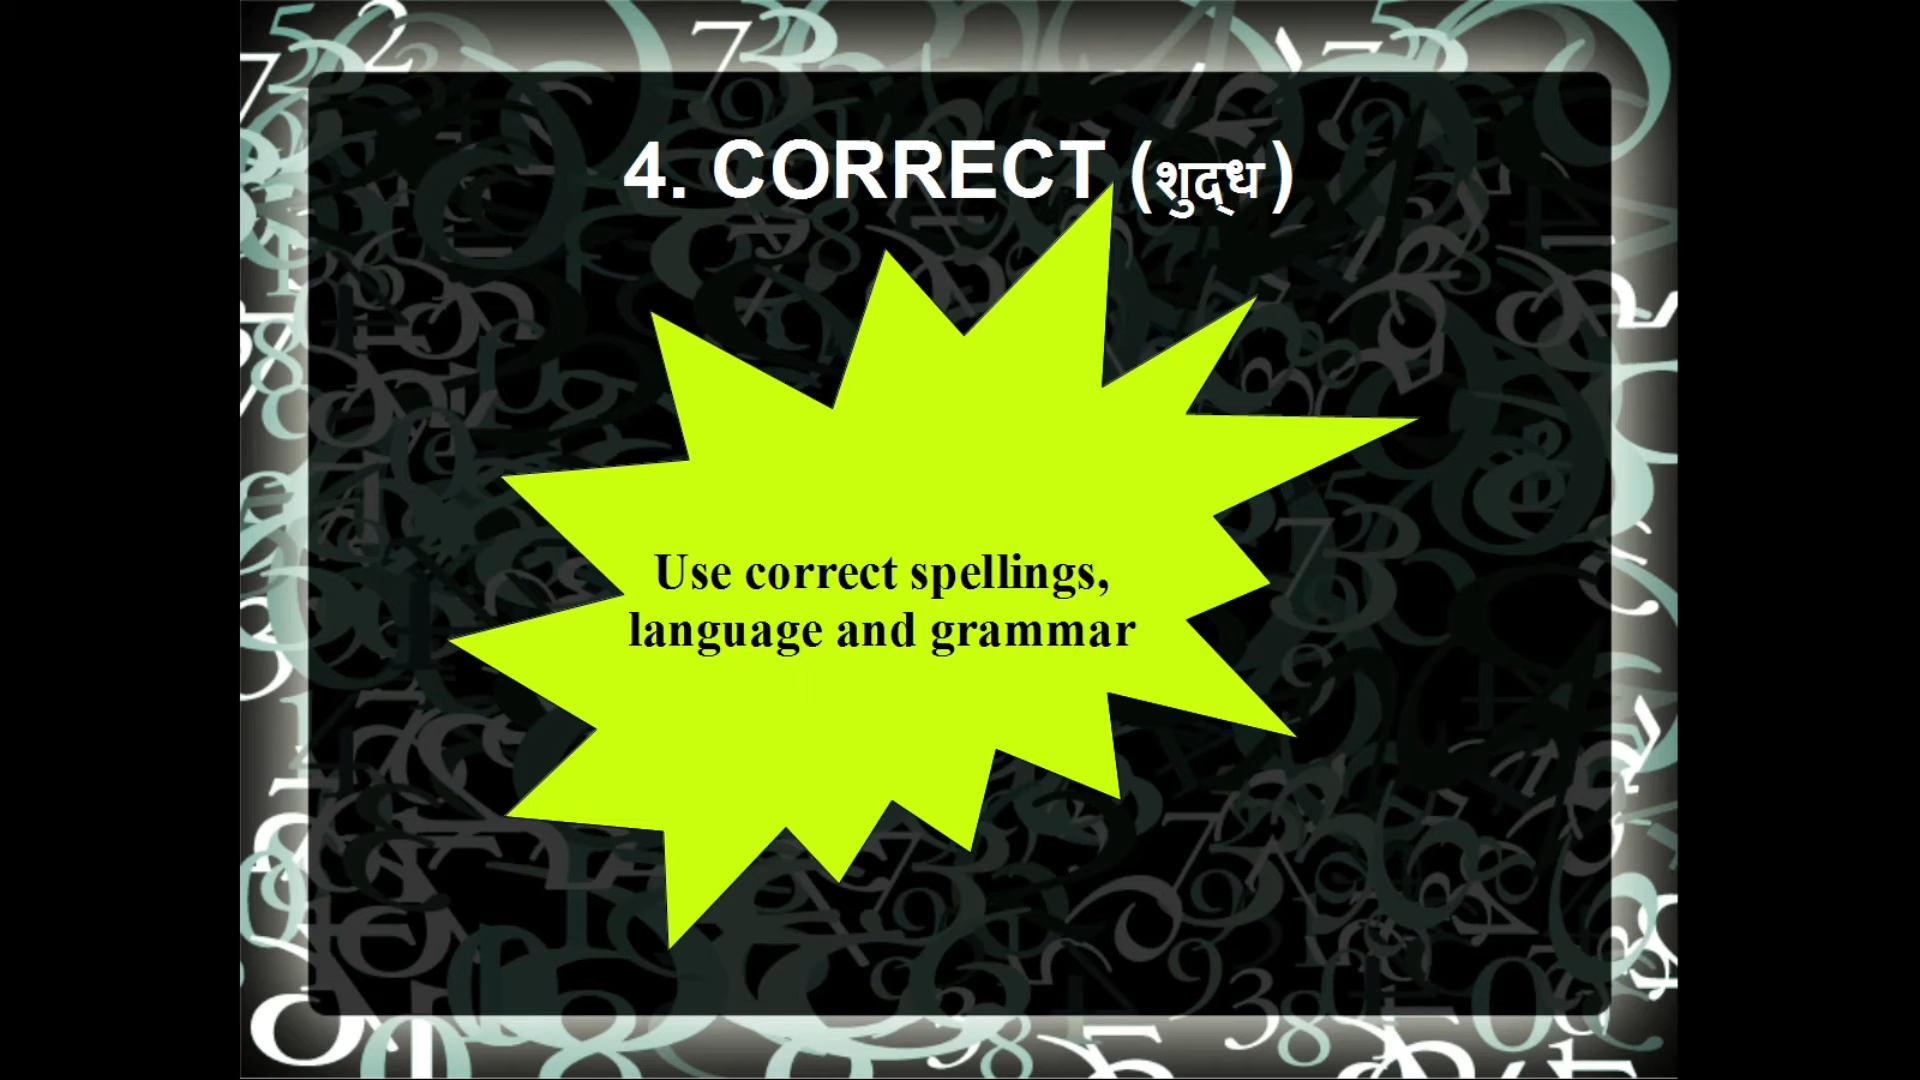 4. CORRECT (शुद्ध)
Use correct spellings,
language and grammar